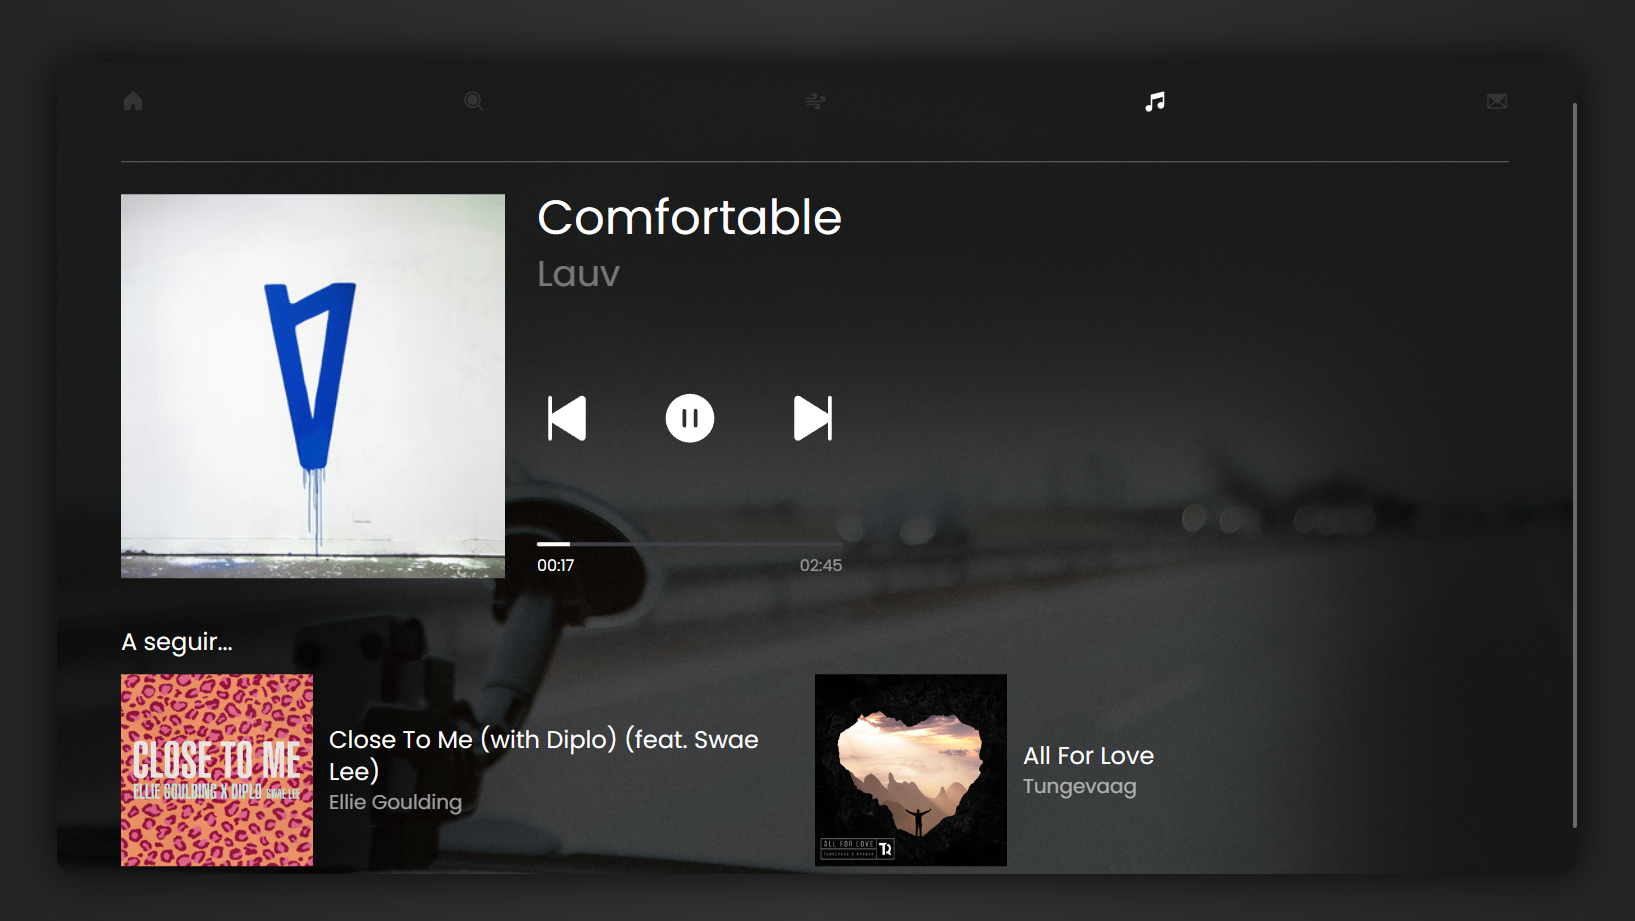 Comfortable
Lauv
00:17
02:45
A seguir...
CLOSE TO ME
ELLIE GOULDING X DIPLO SWAE LEE
Close To Me (with Diplo) (feat. Swae
Lee)
Ellie Goulding
ALL FOR LOVE
All For Love
Tungevaag